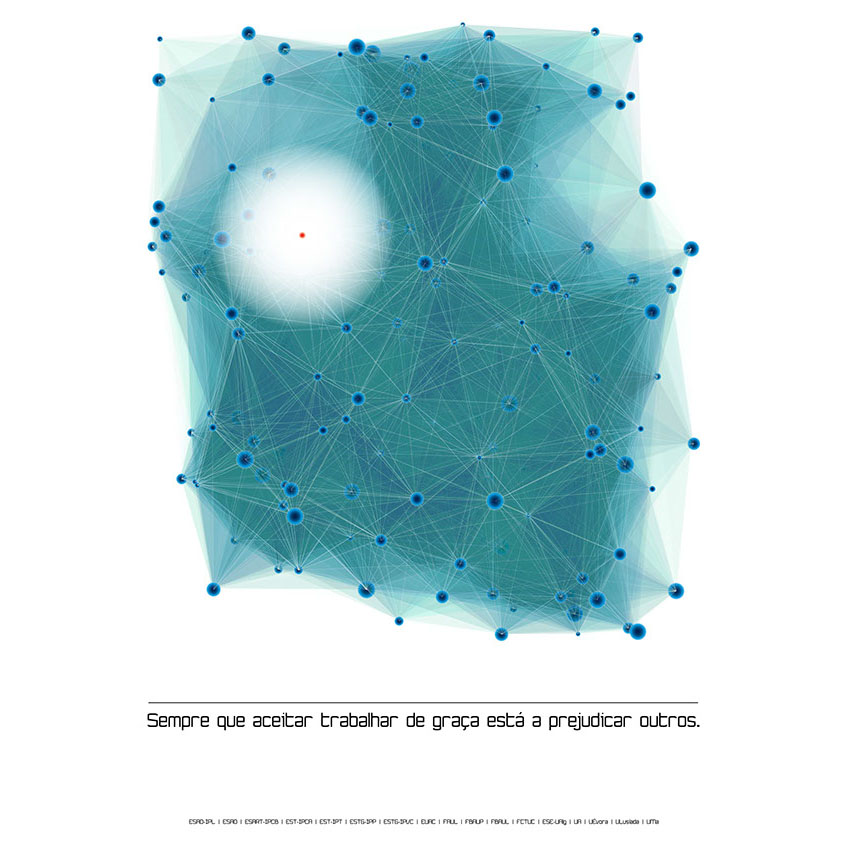 Sempre que aceitar trabalhar de graça está a prejudicar outros.
ESAD-IPL | ESAD | ESART-IPCB | EST-IPCA | EST-IPT | ESTG-IPP | ESTG-IPVC | EUAC | FAUL | FBAUP | FBAUL | FCTUC | ESE-UAlg | UA | UÉvora | ULusíada | UMa